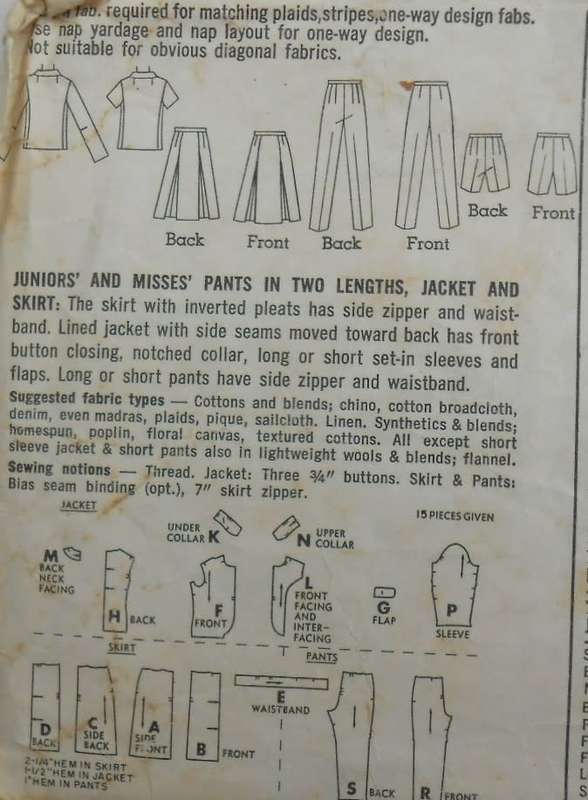 fab. required for matching plaids,stripes,one-way design fabs.
Use nap yardage and nap layout for one-way design.
Not suitable for obvious diagonal fabrics.
Back
Front
Back
Front
Back
Front
JUNIORS' AND MISSES' PANTS IN TWO LENGTHS, JACKET AND
SKIRT: The skirt with inverted pleats has side zipper and waist-
band. Lined jacket with side seams moved toward back has front
button closing, notched collar, long or short set-in sleeves and
flaps. Long or short pants have side zipper and waistband.
Suggested fabric types — Cottons and blends; chino, cotton broadcloth,
denim, even madras, plaids, pique, sailcloth. Linen. Synthetics & blends;
homespun, poplin, floral canvas, textured cottons. All except short
sleeve jacket & short pants also in lightweight wools & blends; flannel.
Sewing notions — Thread. Jacket: Three ¾" buttons. Skirt & Pants:
Bias seam binding (opt.), 7" skirt zipper.
JACKET
15 PIECES GIVEN
UNDER
COLLAR K
N UPPER
COLLAR
M
BACK
NECK
FACING
H BACK
F
FRONT
L
FRONT
FACING
AND
INTER-
FACING
G
FLAP
P
SLEEVE
SKIRT
PANTS
D
BACK
C
SIDE
BACK
A
SIDE
FRONT
B FRONT
E
WAISTBAND
S BACK
R FRONT
2-1/4" HEM IN SKIRT
1-1/2" HEM IN JACKET
1" HEM IN PANTS